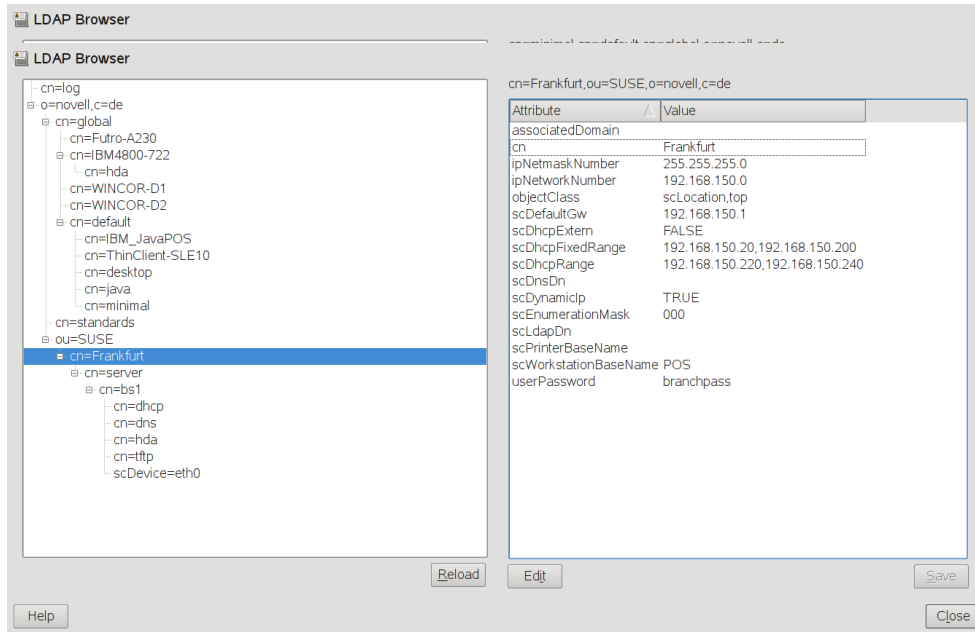 LDAP Browser
LDAP Browser
cn=log
o=novell,c=de
cn=global
cn=Futro-A230
cn=IBM4800-722
cn=hda
cn=WINCOR-D1
cn=WINCOR-D2
cn=default
cn=IBM_JavaPOS
cn=ThinClient-SLE10
cn=desktop
cn=java
cn=minimal
cn=standards
ou=SUSE
cn=Frankfurt
cn=server
cn=bs1
cn=dhcp
cn=dns
cn=hda
cn=tftp
scDevice=eth0
Reload
cn=Frankfurt,ou=SUSE,o=novell,c=de
Attribute Value
associatedDomain
cn Frankfurt
ipNetmaskNumber 255.255.255.0
ipNetworkNumber 192.168.150.0
objectClass scLocation,top
scDefaultGw 192.168.150.1
scDhcpExtern FALSE
scDhcpFixedRange 192.168.150.20,192.168.150.200
scDhcpRange 192.168.150.220,192.168.150.240
scDnsDn
scDynamicIp TRUE
scEnumerationMask 000
scLdapDn
scPrinterBaseName
scWorkstationBaseName POS
userPassword branchpass
Edit Save
Help Close